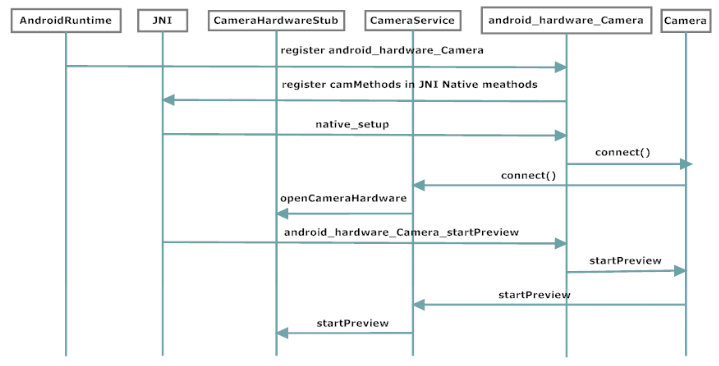 AndroidRuntime
JNI
CameraHardwareStub
CameraService
android_hardware_Camera
Camera
register android_hardware_Camera
register camMethods in JNI Native meathods
native_setup
connect()
connect()
openCameraHardware
android_hardware_Camera_startPreview
startPreview
startPreview
startPreview